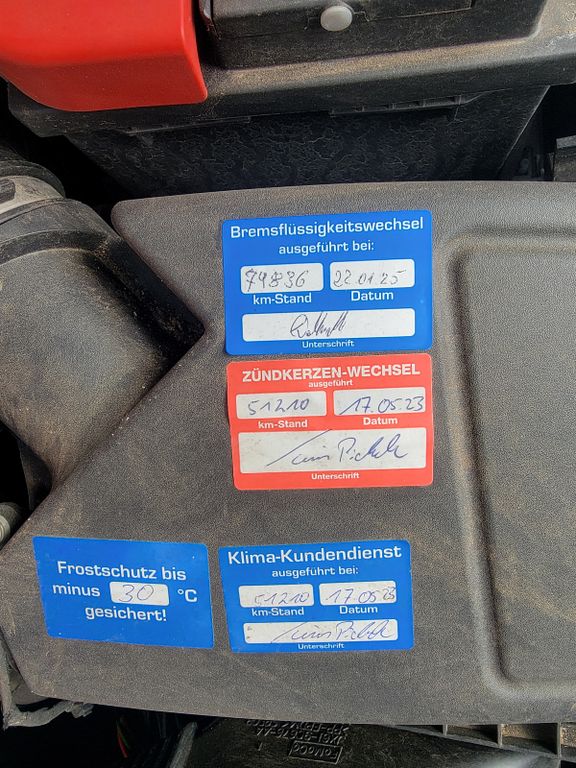 Bremsflüssigkeitswechsel
ausgeführt bei:
74836 22.01.25
km-Stand Datum
Unterschrift
ZÜNDKERZEN-WECHSEL
ausgeführt
51210 17.05.23
km-Stand Datum
Unterschrift
Frostschutz bis
minus 30 °C
gesichert!
Klima-Kundendienst
ausgeführt bei:
51210 17.05.23
km-Stand Datum
Unterschrift
FoMoCo